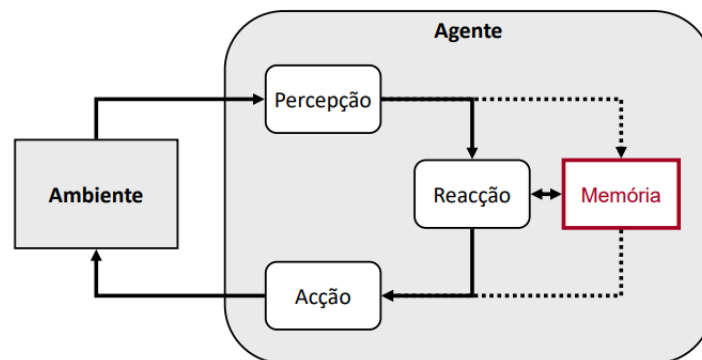 Agente
Percepção
Ambiente
Reacção
Memória
Acção